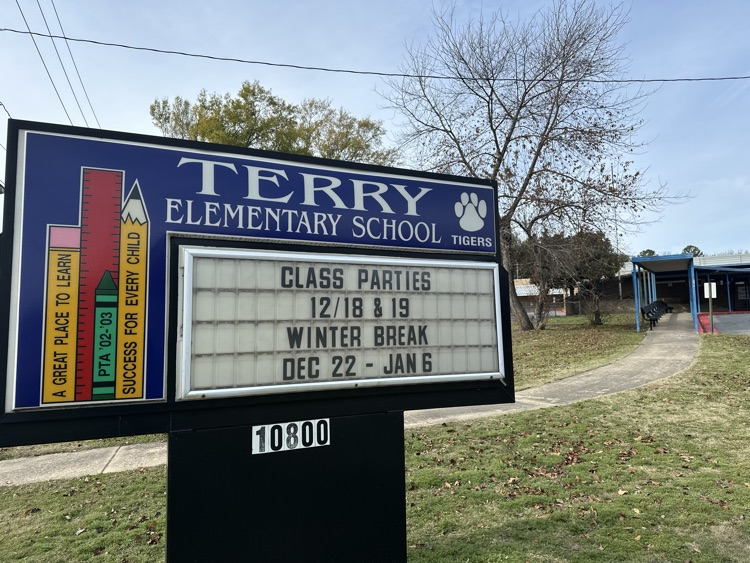 TERRY
ELEMENTARY SCHOOL
TIGERS
A GREAT PLACE TO LEARN
PTA '02-'03
SUCCESS FOR EVERY CHILD
CLASS PARTIES
12/18 & 19
WINTER BREAK
DEC 22 - JAN 6
10800